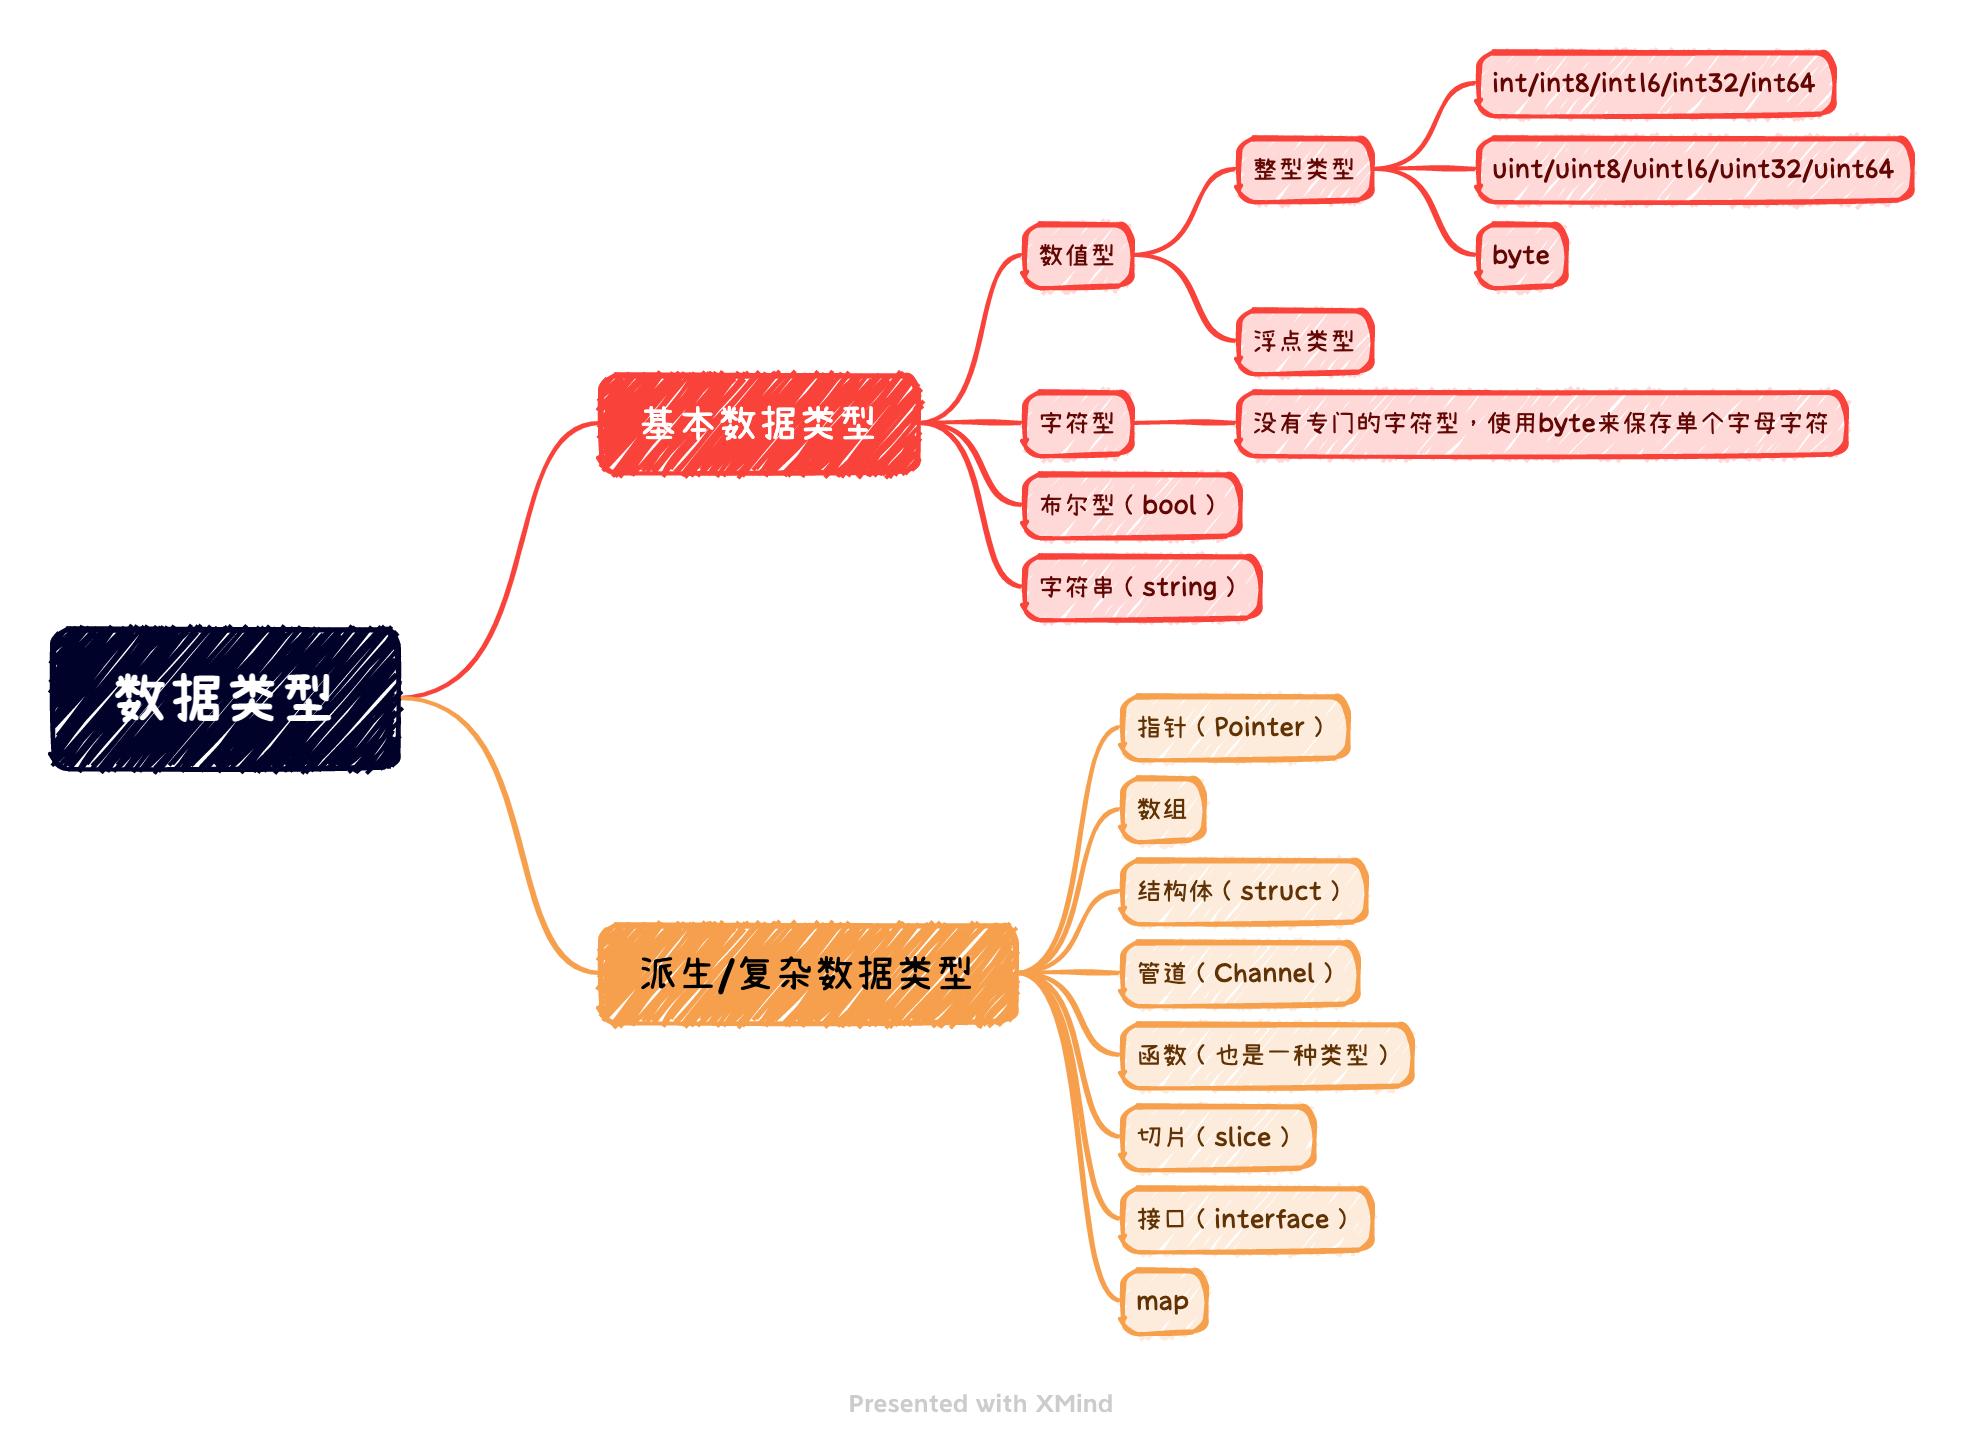 数据类型
基本数据类型
数值型
整型类型
int/int8/int16/int32/int64
uint/uint8/uint16/uint32/uint64
byte
浮点类型
字符型
没有专门的字符型，使用byte来保存单个字母字符
布尔型（bool）
字符串（string）
派生/复杂数据类型
指针（Pointer）
数组
结构体（struct）
管道（Channel）
函数（也是一种类型）
切片（slice）
接口（interface）
map
Presented with XMind